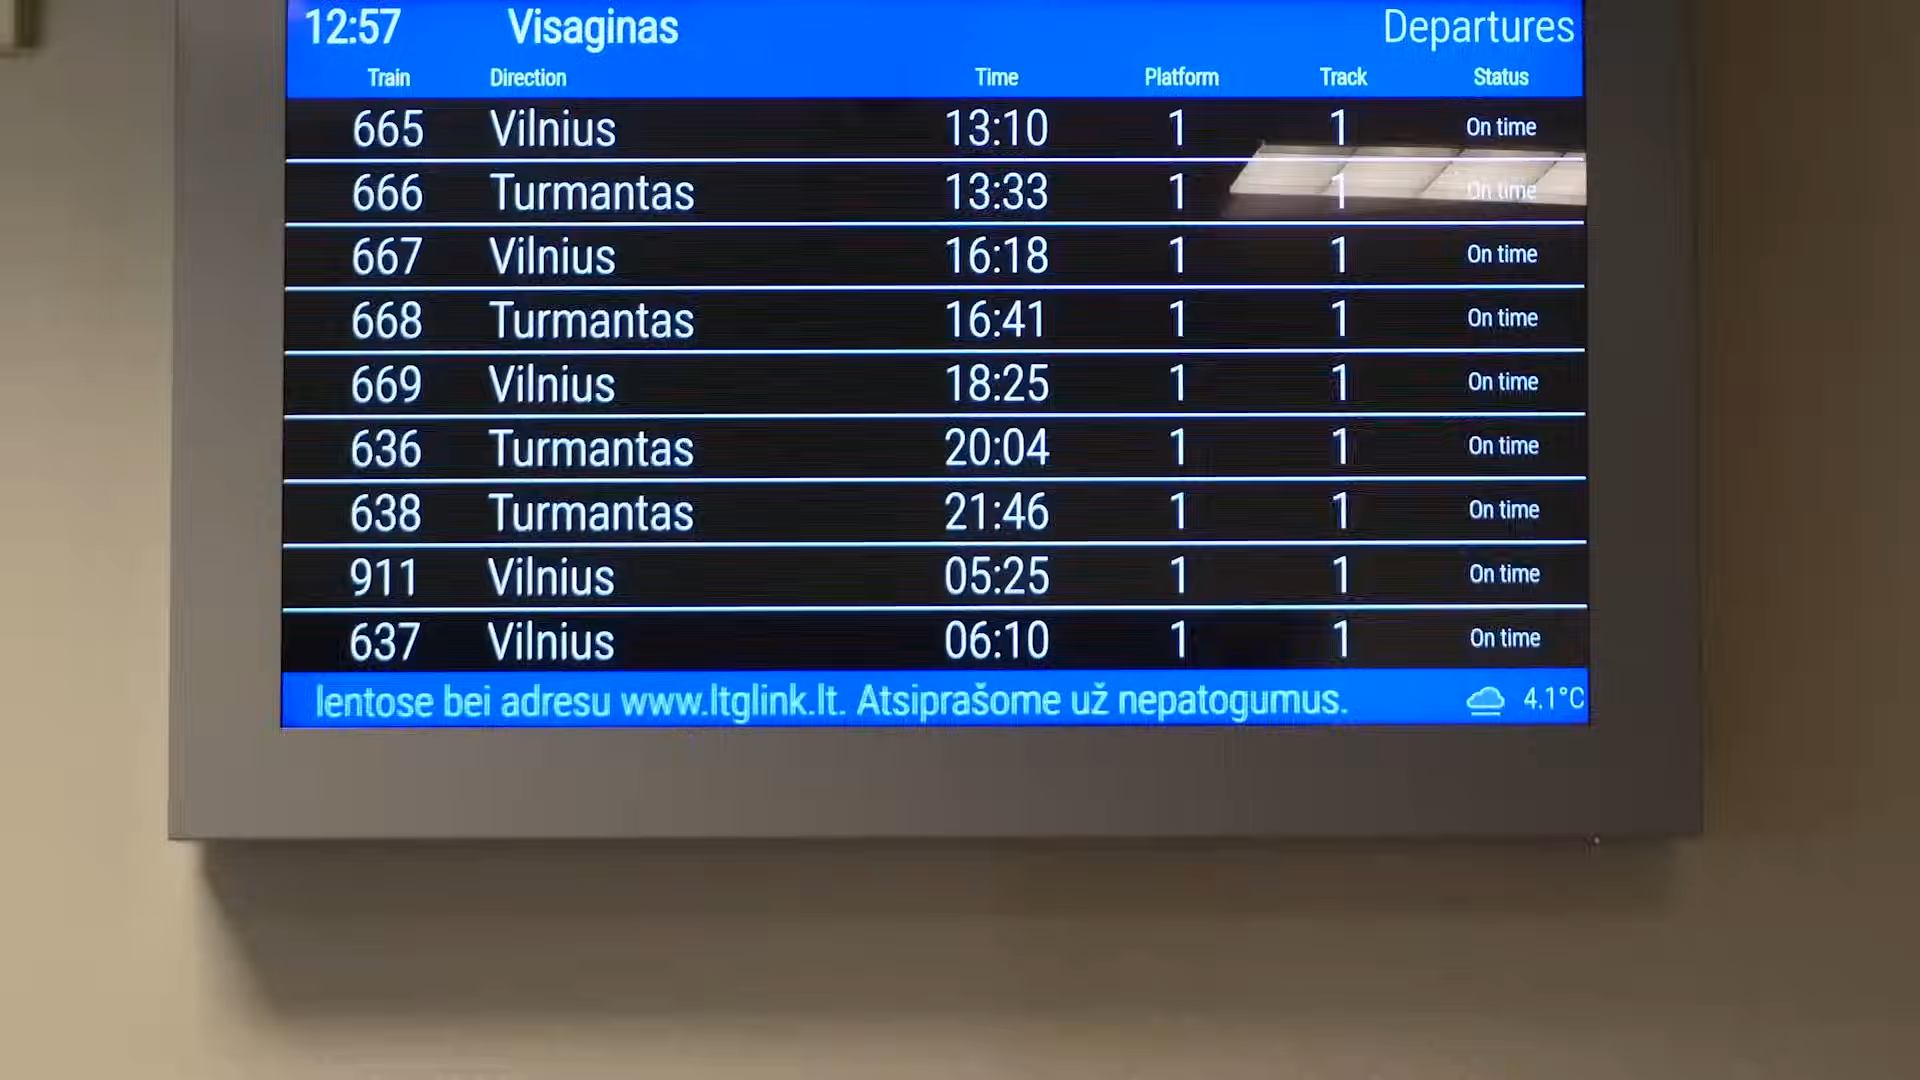 12:57 Visaginas Departures
Train Direction Time Platform Track Status
665 Vilnius 13:10 1 1 On time
666 Turmantas 13:33 1 1 On time
667 Vilnius 16:18 1 1 On time
668 Turmantas 16:41 1 1 On time
669 Vilnius 18:25 1 1 On time
636 Turmantas 20:04 1 1 On time
638 Turmantas 21:46 1 1 On time
911 Vilnius 05:25 1 1 On time
637 Vilnius 06:10 1 1 On time
lentose bei adresu www.ltglink.lt. Atsiprašome už nepatogumus. 4.1°C